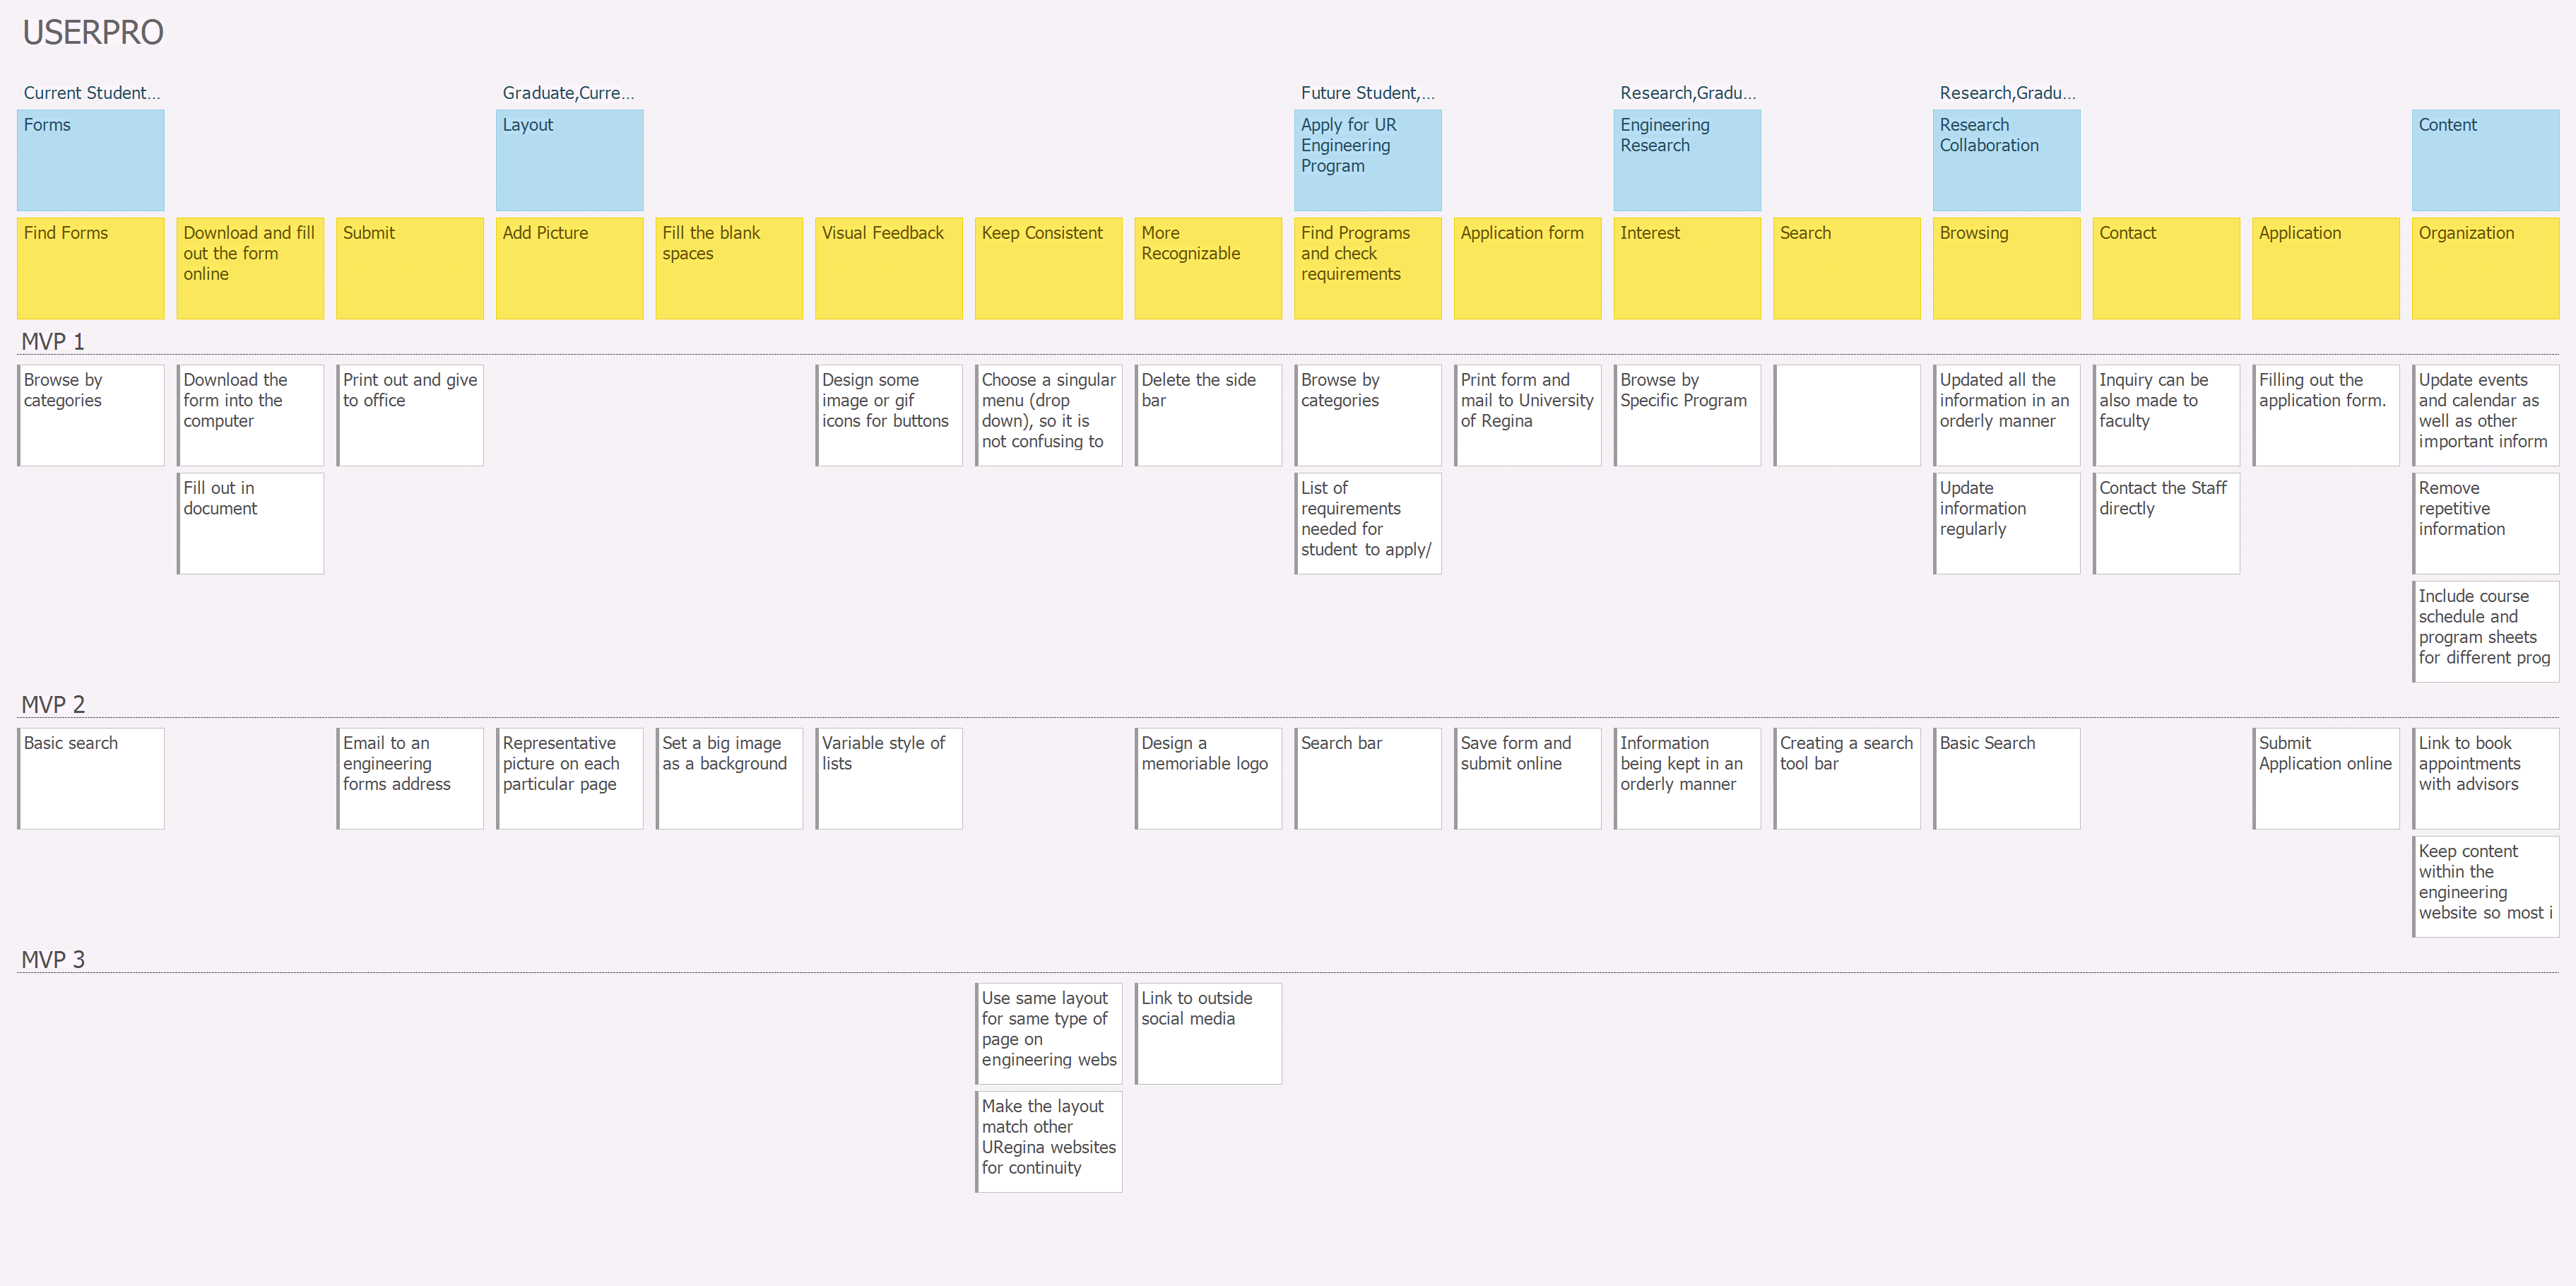 USERPRO
Current Student...
Graduate,Curre...
Future Student,...
Research,Gradu...
Research,Gradu...
Forms
Layout
Apply for UR
Engineering
Program
Engineering
Research
Research
Collaboration
Content
Find Forms
Download and fill
out the form
online
Submit
Add Picture
Fill the blank
spaces
Visual Feedback
Keep Consistent
More
Recognizable
Find Programs
and check
requirements
Application form
Interest
Search
Browsing
Contact
Application
Organization
MVP 1
Browse by
categories
Download the
form into the
computer
Print out and give
to office
Design some
image or gif
icons for buttons
Choose a singular
menu (drop
down), so it is
not confusing to
Delete the side
bar
Browse by
categories
Print form and
mail to University
of Regina
Browse by
Specific Program
Updated all the
information in an
orderly manner
Inquiry can be
also made to
faculty
Filling out the
application form.
Update events
and calendar as
well as other
important inform
Fill out in
document
List of
requirements
needed for
student to apply/
Update
information
regularly
Contact the Staff
directly
Remove
repetitive
information
Include course
schedule and
program sheets
for different prog
MVP 2
Basic search
Email to an
engineering
forms address
Representative
picture on each
particular page
Set a big image
as a background
Variable style of
lists
Design a
memoriable logo
Search bar
Save form and
submit online
Information
being kept in an
orderly manner
Creating a search
tool bar
Basic Search
Submit
Application online
Link to book
appointments
with advisors
Keep content
within the
engineering
website so most i
MVP 3
Use same layout
for same type of
page on
engineering webs
Link to outside
social media
Make the layout
match other
URegina websites
for continuity